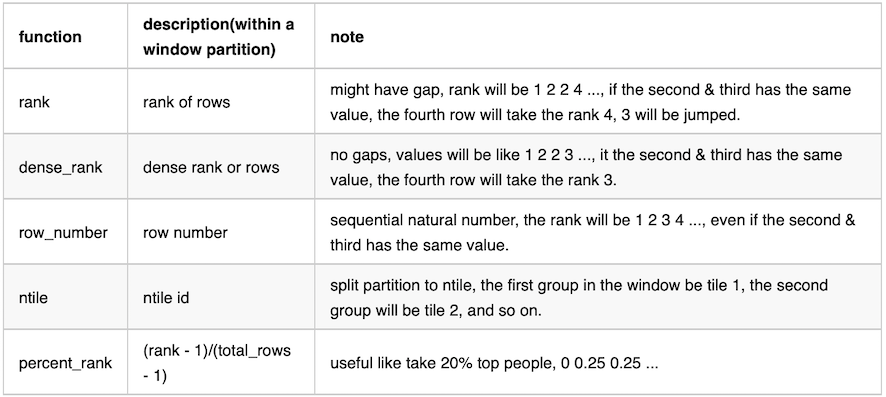 function
description(within a
window partition)
note
rank
rank of rows
might have gap, rank will be 1 2 2 4 ..., if the second & third has the same
value, the fourth row will take the rank 4, 3 will be jumped.
dense_rank
dense rank or rows
no gaps, values will be like 1 2 2 3 ..., it the second & third has the same
value, the fourth row will take the rank 3.
row_number
row number
sequential natural number, the rank will be 1 2 3 4 ..., even if the second &
third has the same value.
ntile
ntile id
split partition to ntile, the first group in the window be tile 1, the second
group will be tile 2, and so on.
percent_rank
(rank - 1)/(total_rows
- 1)
useful like take 20% top people, 0 0.25 0.25 ...